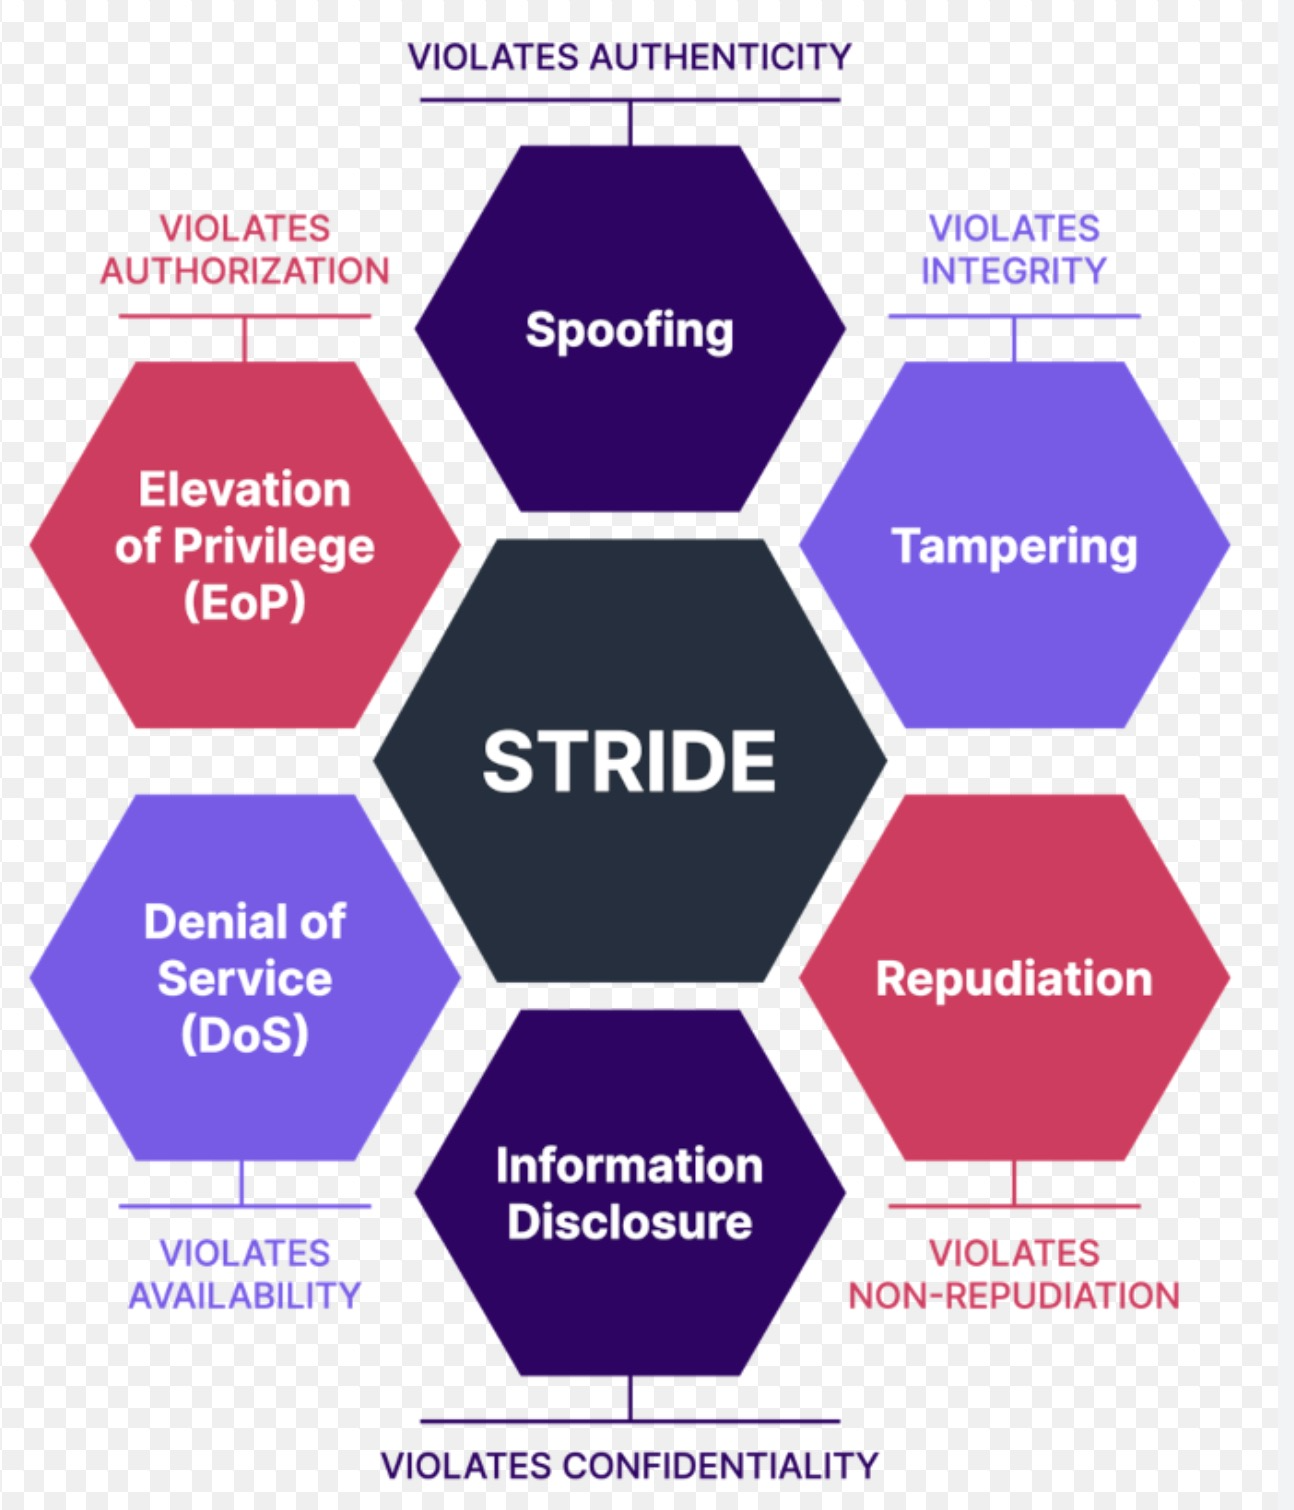 VIOLATES AUTHENTICITY
VIOLATES
AUTHORIZATION
VIOLATES
INTEGRITY
Spoofing
Elevation
of Privilege
(EoP)
Tampering
STRIDE
Denial of
Service
(DoS)
Repudiation
Information
Disclosure
VIOLATES
AVAILABILITY
VIOLATES
NON-REPUDIATION
VIOLATES CONFIDENTIALITY